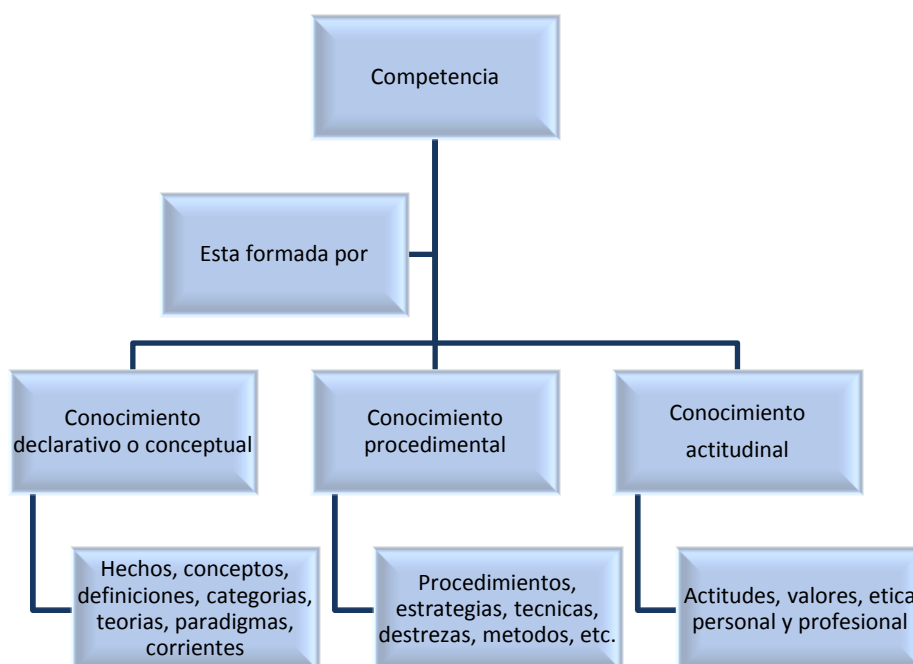 Competencia
Esta formada por
Conocimiento
declarativo o conceptual
Conocimiento
procedimental
Conocimiento
actitudinal
Hechos, conceptos,
definiciones, categorias,
teorias, paradigmas,
corrientes
Procedimientos,
estrategias, tecnicas,
destrezas, metodos, etc.
Actitudes, valores, etica
personal y profesional